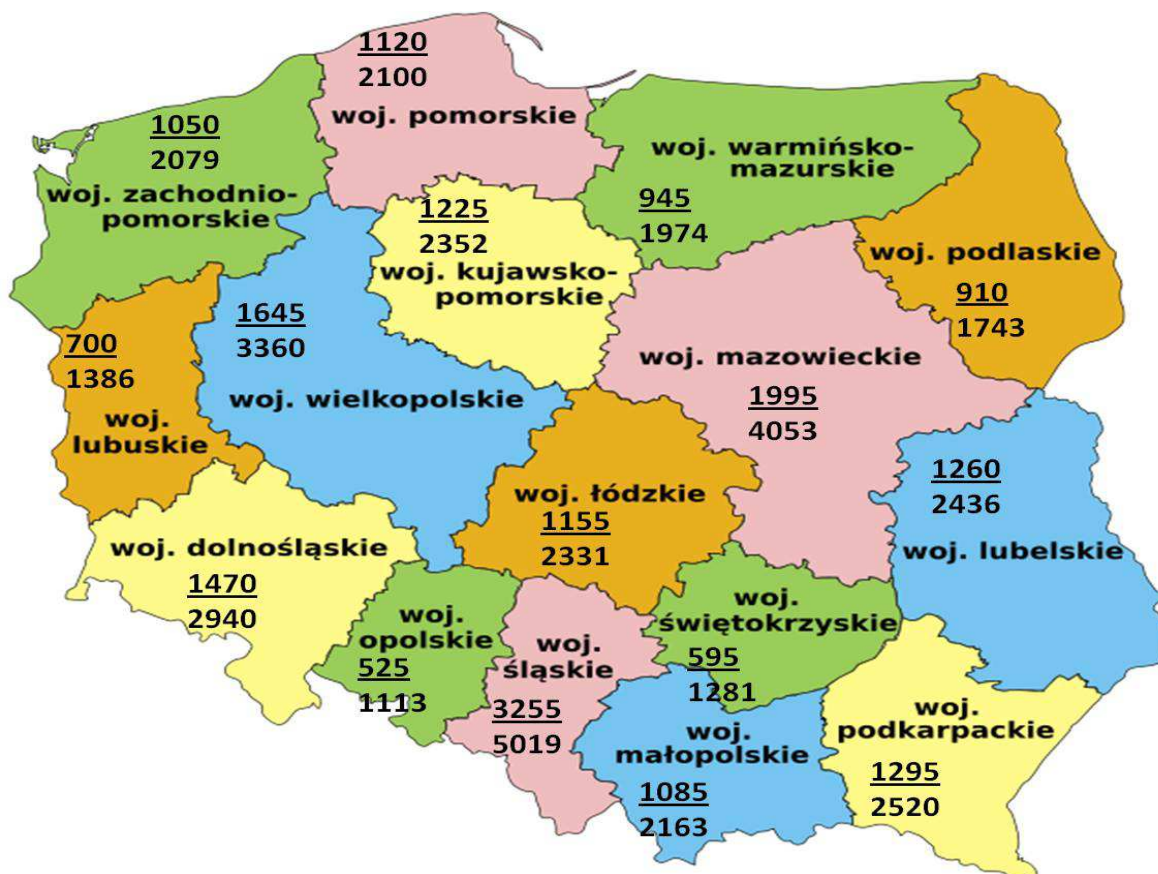 1120
2100
woj. pomorskie
1050
2079
woj. zachodnio-
pomorskie
woj. warmińsko-
mazurskie
945
1974
1225
2352
woj. kujawsko-
pomorskie
woj. podlaskie
910
1743
700
1386
woj.
lubuskie
1645
3360
woj. wielkopolskie
woj. mazowieckie
1995
4053
woj. łódzkie
1155
2331
1260
2436
woj. lubelskie
woj. dolnośląskie
1470
2940
woj.
opolskie
525
1113
woj.
śląskie
3255
5019
woj.
świętokrzyskie
595
1281
woj.
małopolskie
1085
2163
woj.
podkarpackie
1295
2520